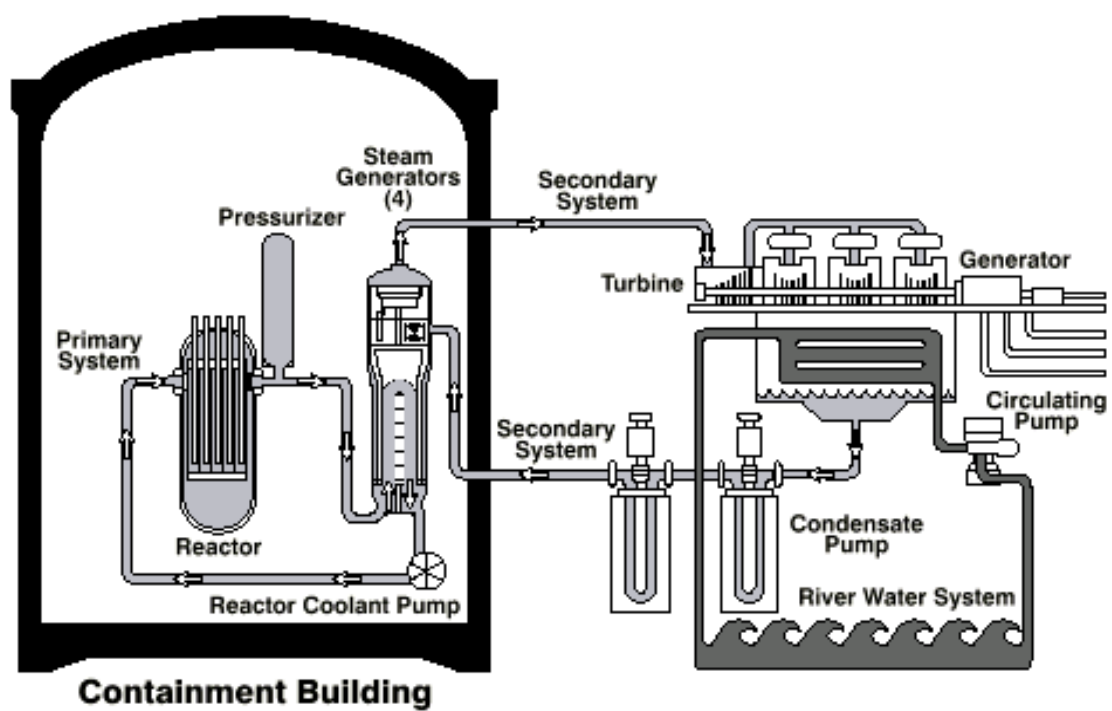 Steam
Generators
(4)
Secondary
System
Pressurizer
Generator
Turbine
Primary
System
Circulating
Pump
Secondary
System
Condensate
Pump
Reactor
River Water System
Reactor Coolant Pump
Containment Building